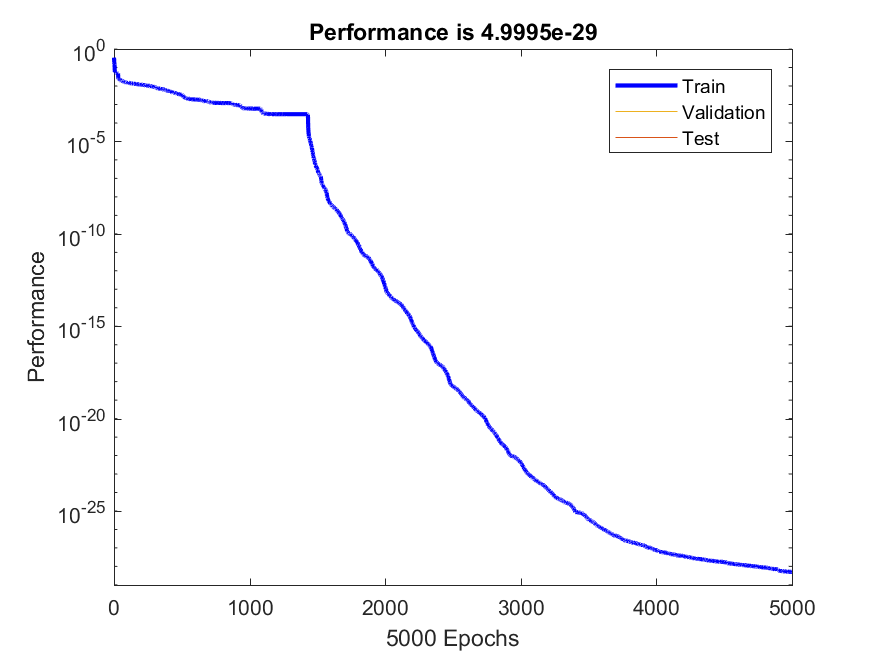 Performance is 4.9995e-29
10^0
10^-5
10^-10
10^-15
10^-20
10^-25
Performance
Train
Validation
Test
0 1000 2000 3000 4000 5000
5000 Epochs